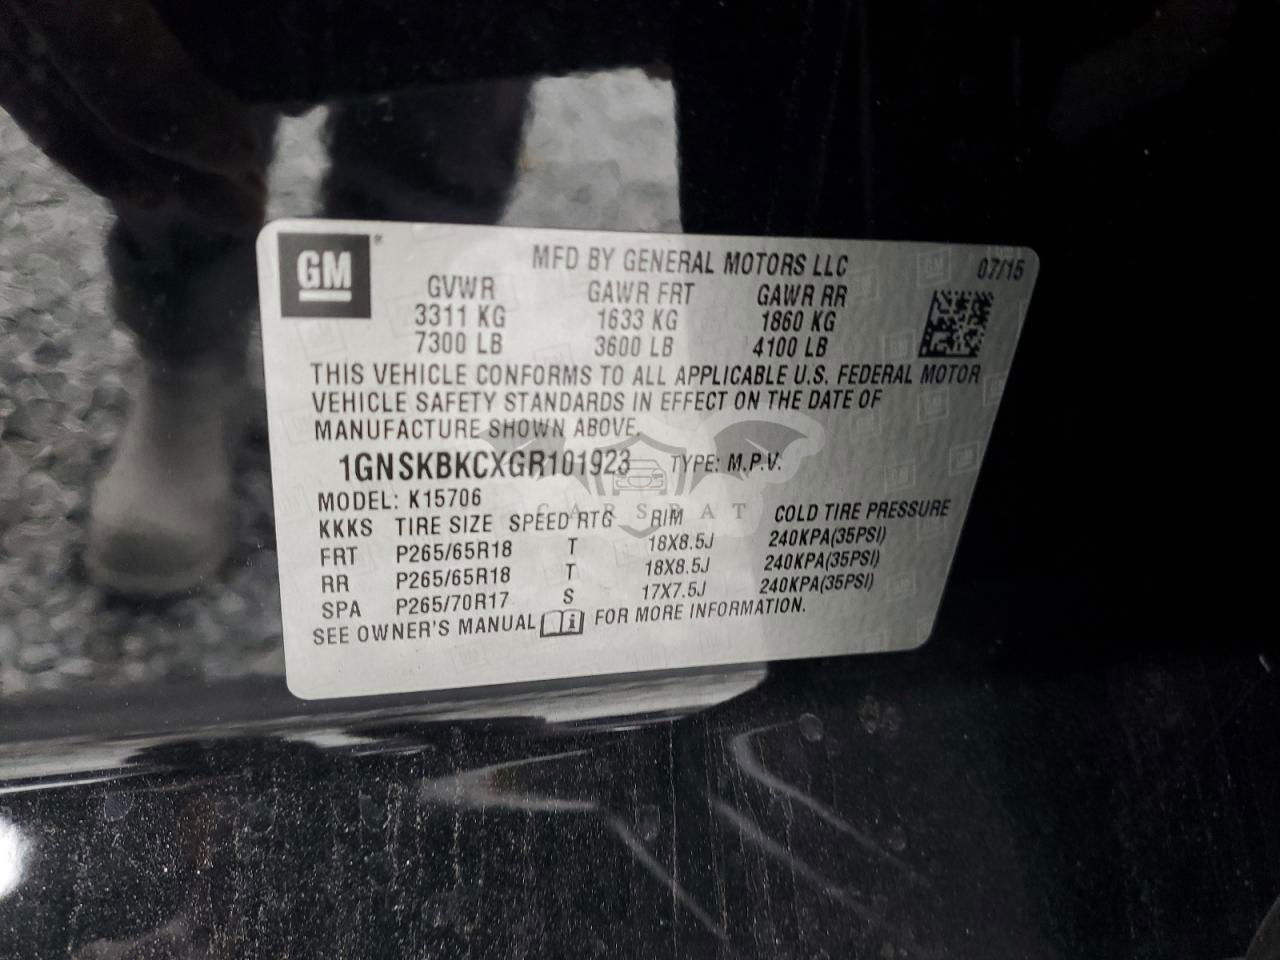 GM®
MFD BY GENERAL MOTORS LLC 07/15
GVWR GAWR FRT GAWR RR
3311 KG 1633 KG 1860 KG
7300 LB 3600 LB 4100 LB
THIS VEHICLE CONFORMS TO ALL APPLICABLE U.S. FEDERAL MOTOR
VEHICLE SAFETY STANDARDS IN EFFECT ON THE DATE OF
MANUFACTURE SHOWN ABOVE.
1GNSKBKCXGR101923 TYPE: M.P.V.
MODEL: K15706
CARSBAT
KKKS TIRE SIZE SPEED RTG RIM COLD TIRE PRESSURE
FRT P265/65R18 T 18X8.5J 240KPA(35PSI)
RR P265/65R18 T 18X8.5J 240KPA(35PSI)
SPA P265/70R17 S 17X7.5J 240KPA(35PSI)
SEE OWNER'S MANUAL FOR MORE INFORMATION.